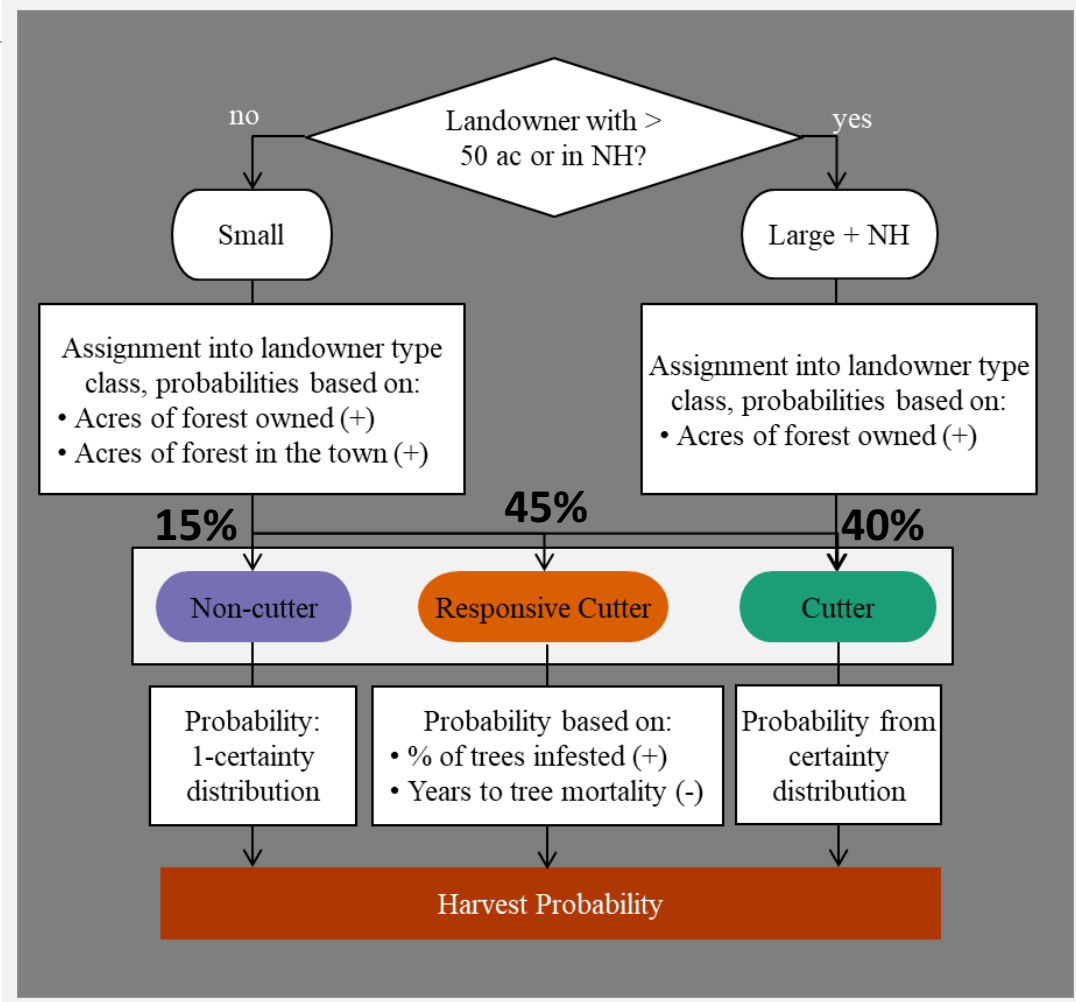 Landowner with >
50 ac or in NH?
no
yes
Small
Large + NH
Assignment into landowner type
class, probabilities based on:
• Acres of forest owned (+)
• Acres of forest in the town (+)
Assignment into landowner type
class, probabilities based on:
• Acres of forest owned (+)
15%
45%
40%
Non-cutter
Responsive Cutter
Cutter
Probability:
1-certainty
distribution
Probability based on:
• % of trees infested (+)
• Years to tree mortality (-)
Probability from
certainty
distribution
Harvest Probability